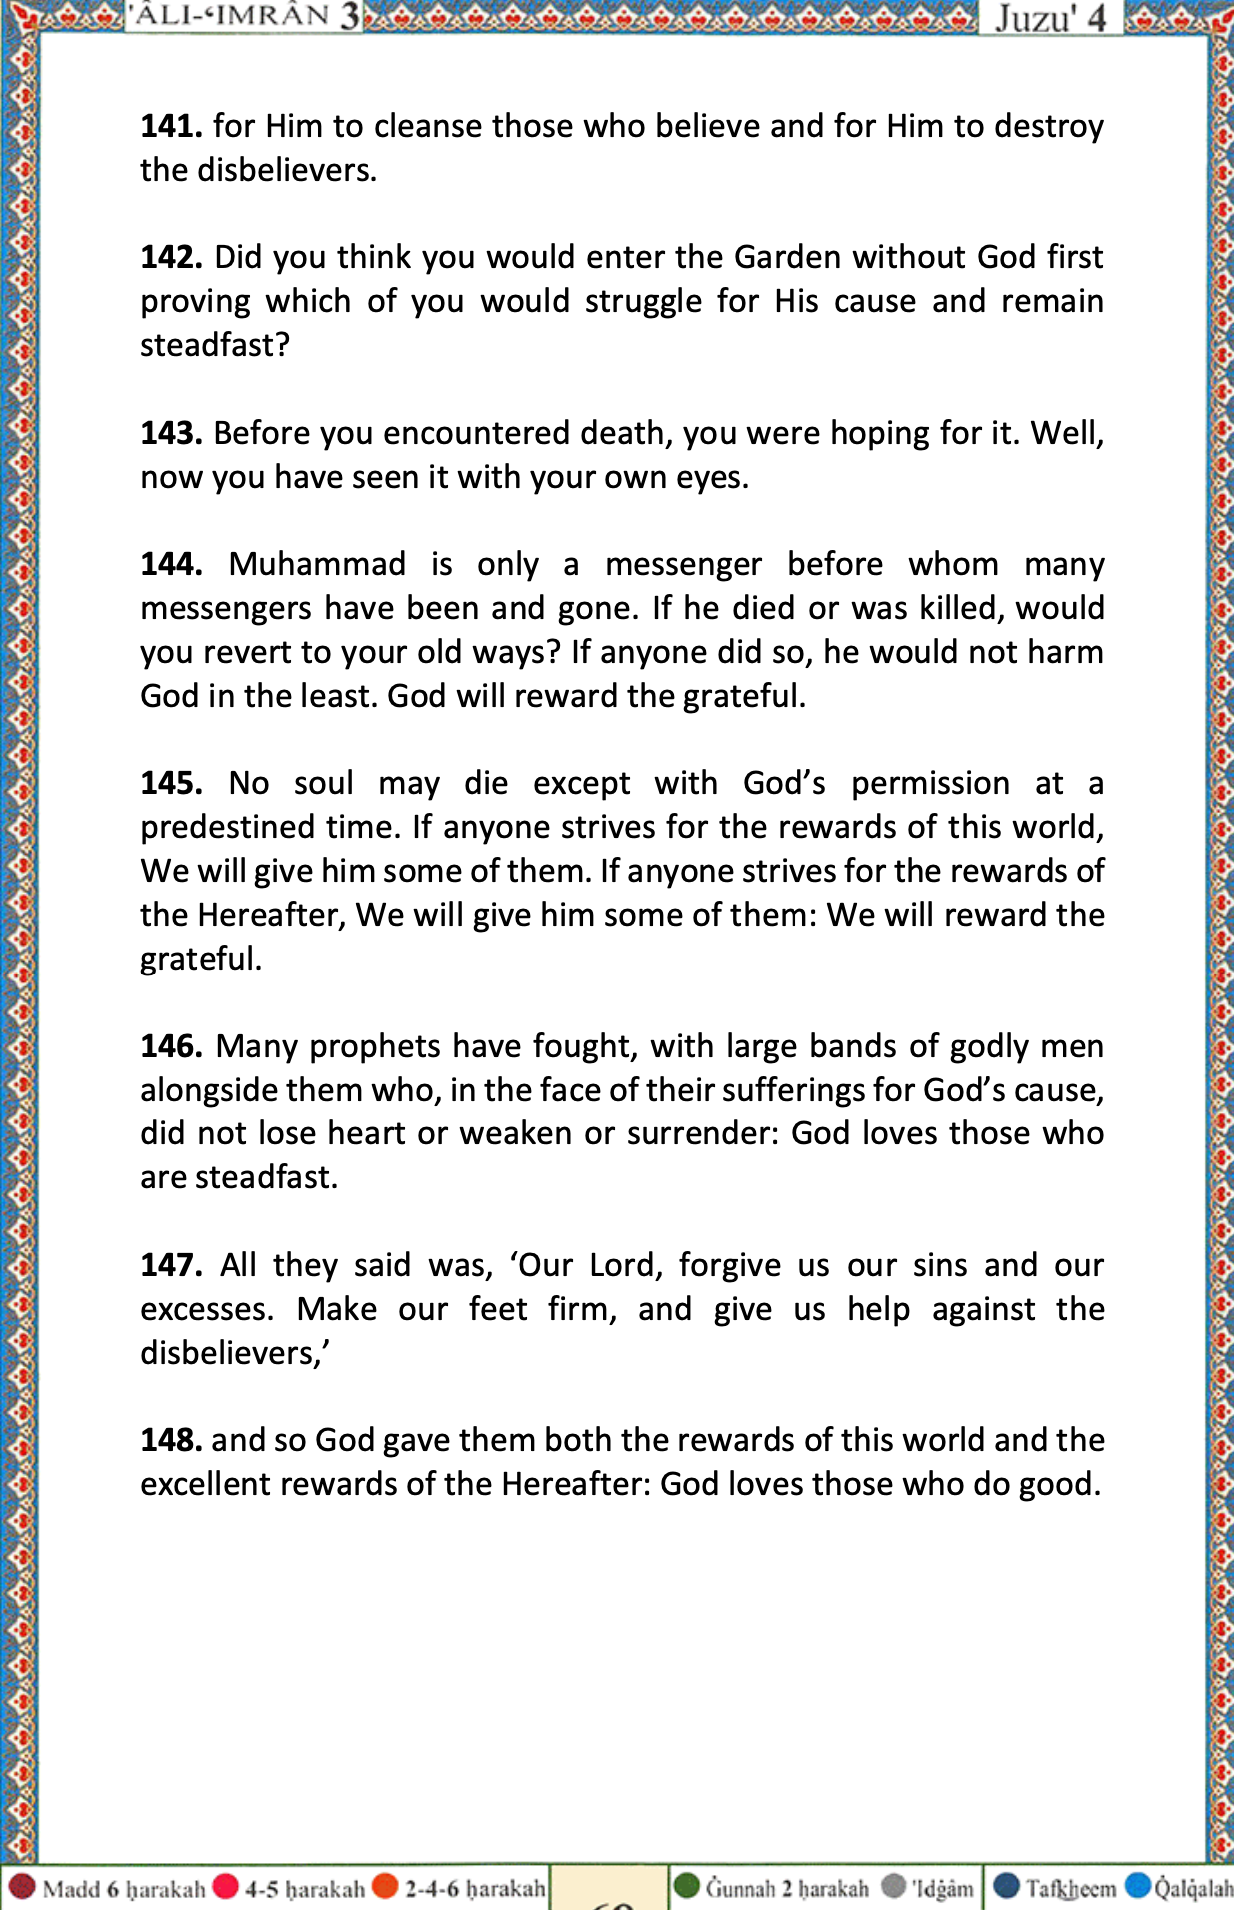 'ÂLI-ʻIMRÂN 3
Juzu' 4
141. for Him to cleanse those who believe and for Him to destroy
the disbelievers.
142. Did you think you would enter the Garden without God first
proving which of you would struggle for His cause and remain
steadfast?
143. Before you encountered death, you were hoping for it. Well,
now you have seen it with your own eyes.
144. Muhammad is only a messenger before whom many
messengers have been and gone. If he died or was killed, would
you revert to your old ways? If anyone did so, he would not harm
God in the least. God will reward the grateful.
145. No soul may die except with God’s permission at a
predestined time. If anyone strives for the rewards of this world,
We will give him some of them. If anyone strives for the rewards of
the Hereafter, We will give him some of them: We will reward the
grateful.
146. Many prophets have fought, with large bands of godly men
alongside them who, in the face of their sufferings for God’s cause,
did not lose heart or weaken or surrender: God loves those who
are steadfast.
147. All they said was, ‘Our Lord, forgive us our sins and our
excesses. Make our feet firm, and give us help against the
disbelievers,’
148. and so God gave them both the rewards of this world and the
excellent rewards of the Hereafter: God loves those who do good.
Madd 6 ḥarakah 4-5 ḥarakah 2-4-6 ḥarakah
Ġunnah 2 ḥarakah 'Idġâm
Tafkheem Q̇alq̇alah